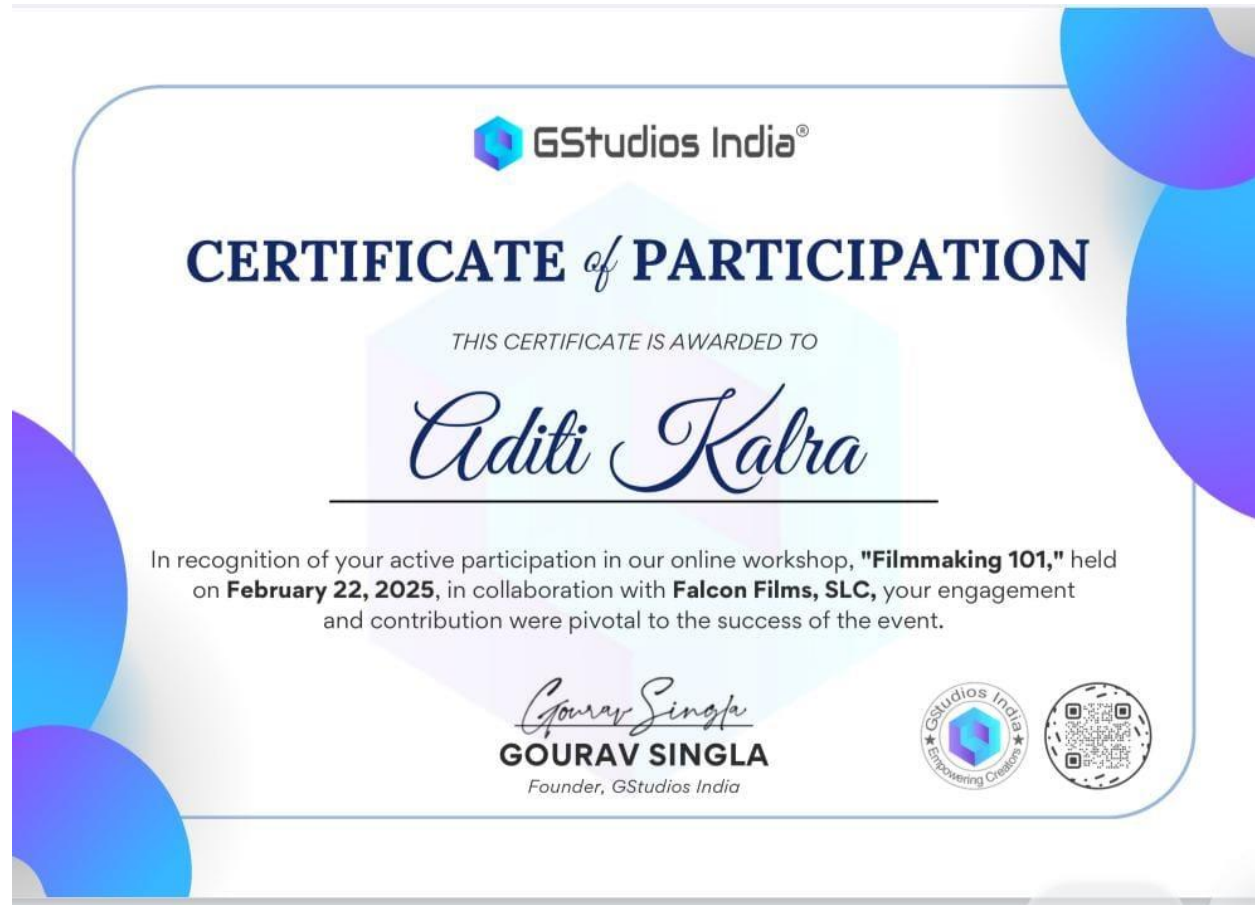 GStudios India®
CERTIFICATE of PARTICIPATION
THIS CERTIFICATE IS AWARDED TO
Aditi Kalra
In recognition of your active participation in our online workshop, "Filmmaking 101," held
on February 22, 2025, in collaboration with Falcon Films, SLC, your engagement
and contribution were pivotal to the success of the event.
Gourav Singla
GOURAV SINGLA
Founder, GStudios India
GStudios India
★ Empowering Creators ★